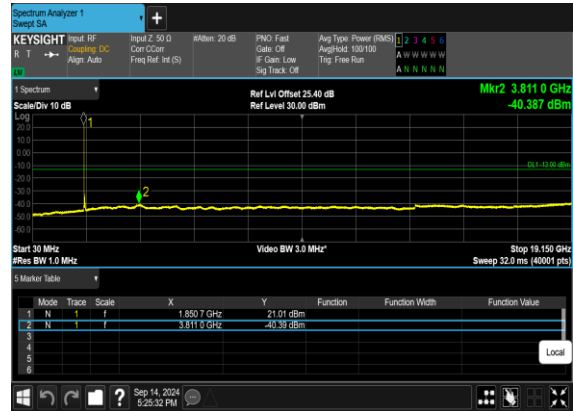 Spectrum Analyzer 1
Swept SA
+
KEYSIGHT Input: RF Input Z: 50 Ω #Atten: 20 dB PNO: Fast Avg Type: Power (RMS) 1 2 3 4 5 6
R T Coupling: DC Corr CCorr Gate: Off Avg|Hold: 100/100 A W W W W W
Align: Auto Freq Ref: Int (S) IF Gain: Low Trig: Free Run
LXI Sig Track: Off A N N N N N
1 Spectrum Ref Lvl Offset 25.40 dB Mkr2 3.811 0 GHz
Scale/Div 10 dB Ref Level 30.00 dBm -40.387 dBm
Log
1
20.0
10.0
0.00
-10.0
DL1 -13.00 dBm
-20.0
-30.0
2
-40.0
-50.0
-60.0
Start 30 MHz Video BW 3.0 MHz* Stop 19.150 GHz
#Res BW 1.0 MHz Sweep 32.0 ms (40001 pts)
5 Marker Table
Mode Trace Scale X Y Function Function Width Function Value
1 N 1 f 1.850 7 GHz 21.01 dBm
2 N 1 f 3.811 0 GHz -40.39 dBm
3
4
5
6
Local
? Sep 14, 2024
5:25:32 PM